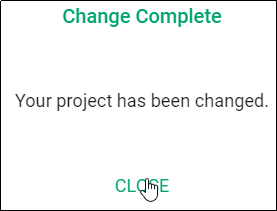 Change Complete
Your project has been changed.
CLOSE